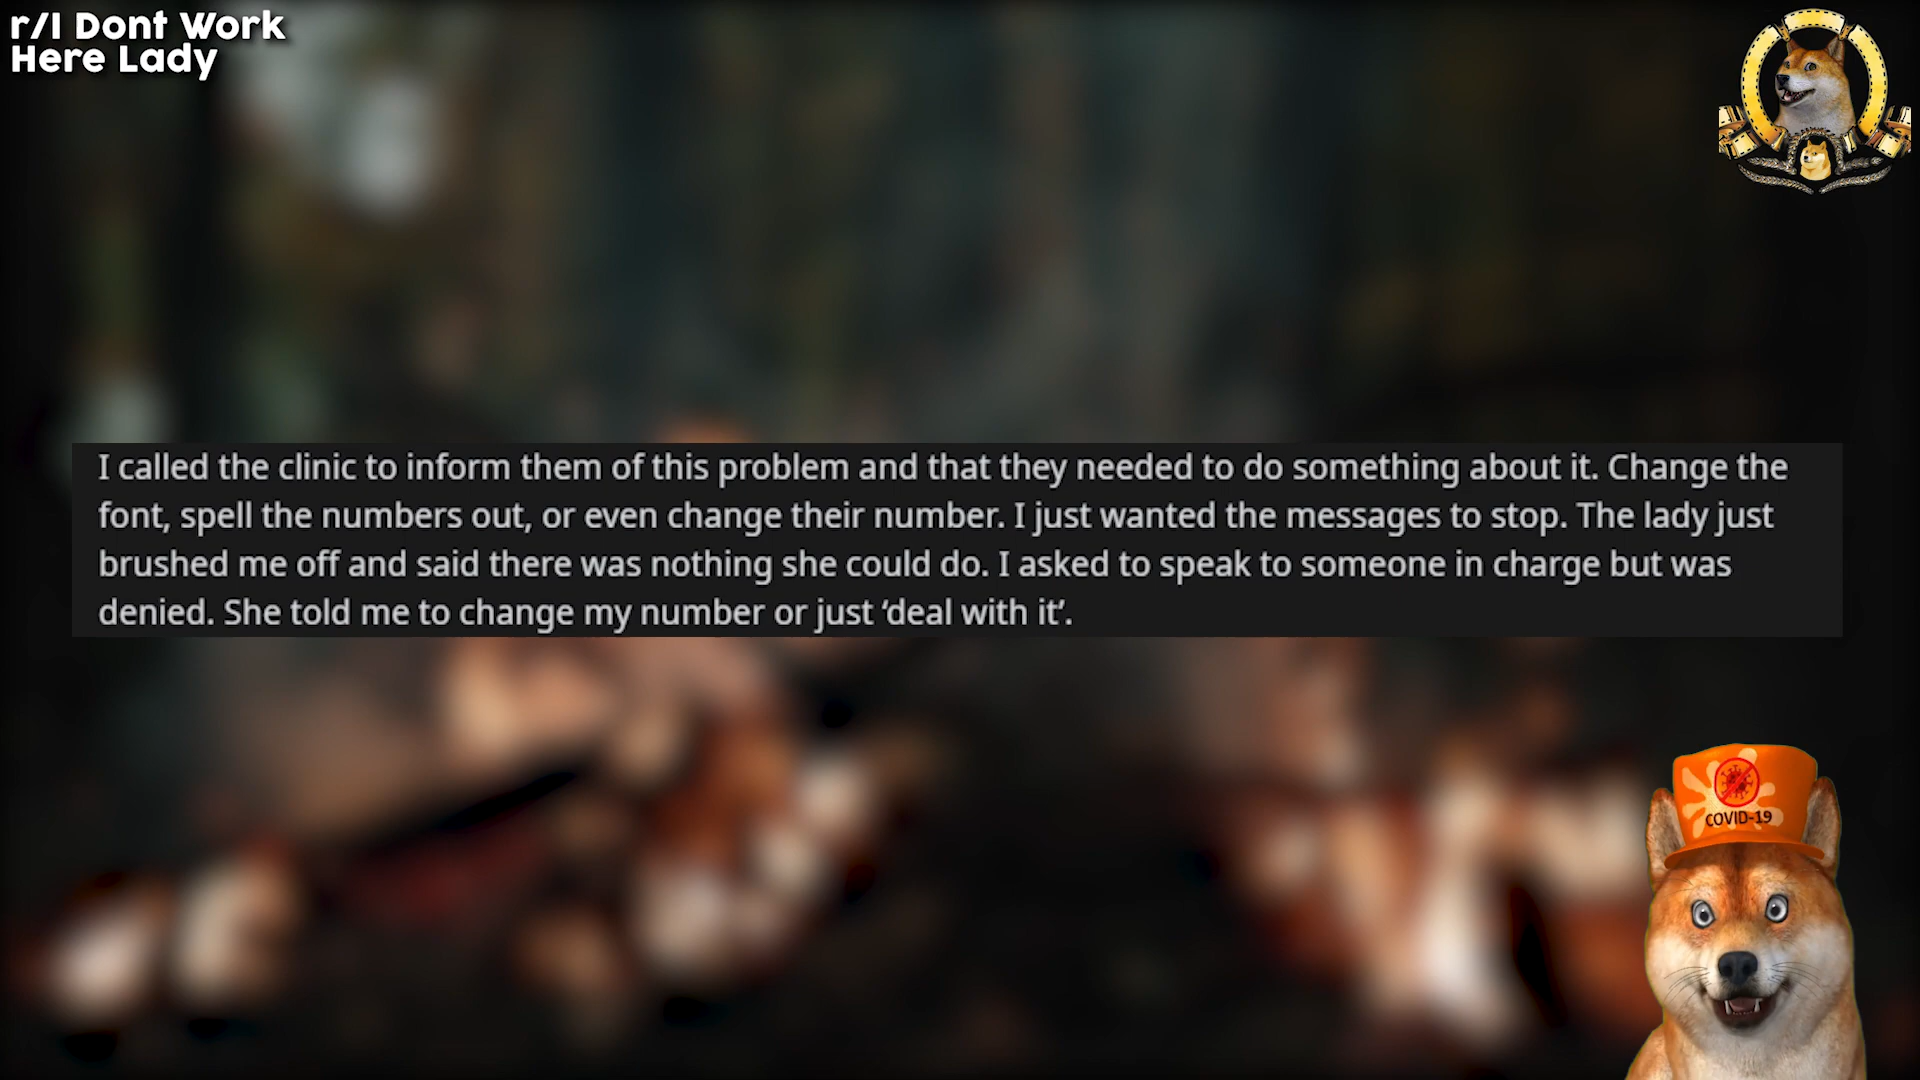 r/I Dont Work
Here Lady
I called the clinic to inform them of this problem and that they needed to do something about it. Change the
font, spell the numbers out, or even change their number. I just wanted the messages to stop. The lady just
brushed me off and said there was nothing she could do. I asked to speak to someone in charge but was
denied. She told me to change my number or just ‘deal with it’.
COVID-19